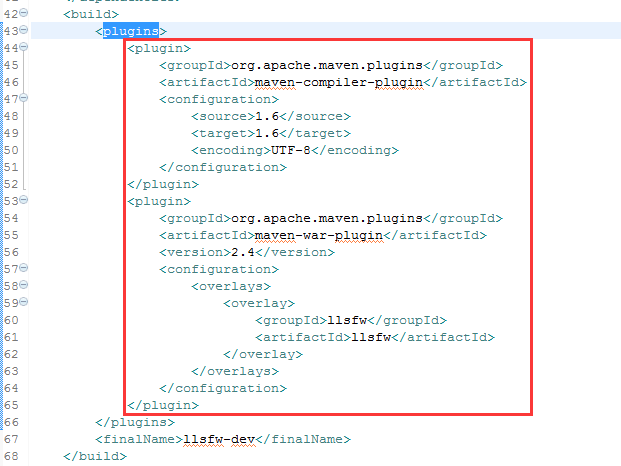 42 <build>
43 <plugins>
44 <plugin>
45 <groupId>org.apache.maven.plugins</groupId>
46 <artifactId>maven-compiler-plugin</artifactId>
47 <configuration>
48 <source>1.6</source>
49 <target>1.6</target>
50 <encoding>UTF-8</encoding>
51 </configuration>
52 </plugin>
53 <plugin>
54 <groupId>org.apache.maven.plugins</groupId>
55 <artifactId>maven-war-plugin</artifactId>
56 <version>2.4</version>
57 <configuration>
58 <overlays>
59 <overlay>
60 <groupId>llsfw</groupId>
61 <artifactId>llsfw</artifactId>
62 </overlay>
63 </overlays>
64 </configuration>
65 </plugin>
66 </plugins>
67 <finalName>llsfw-dev</finalName>
68 </build>